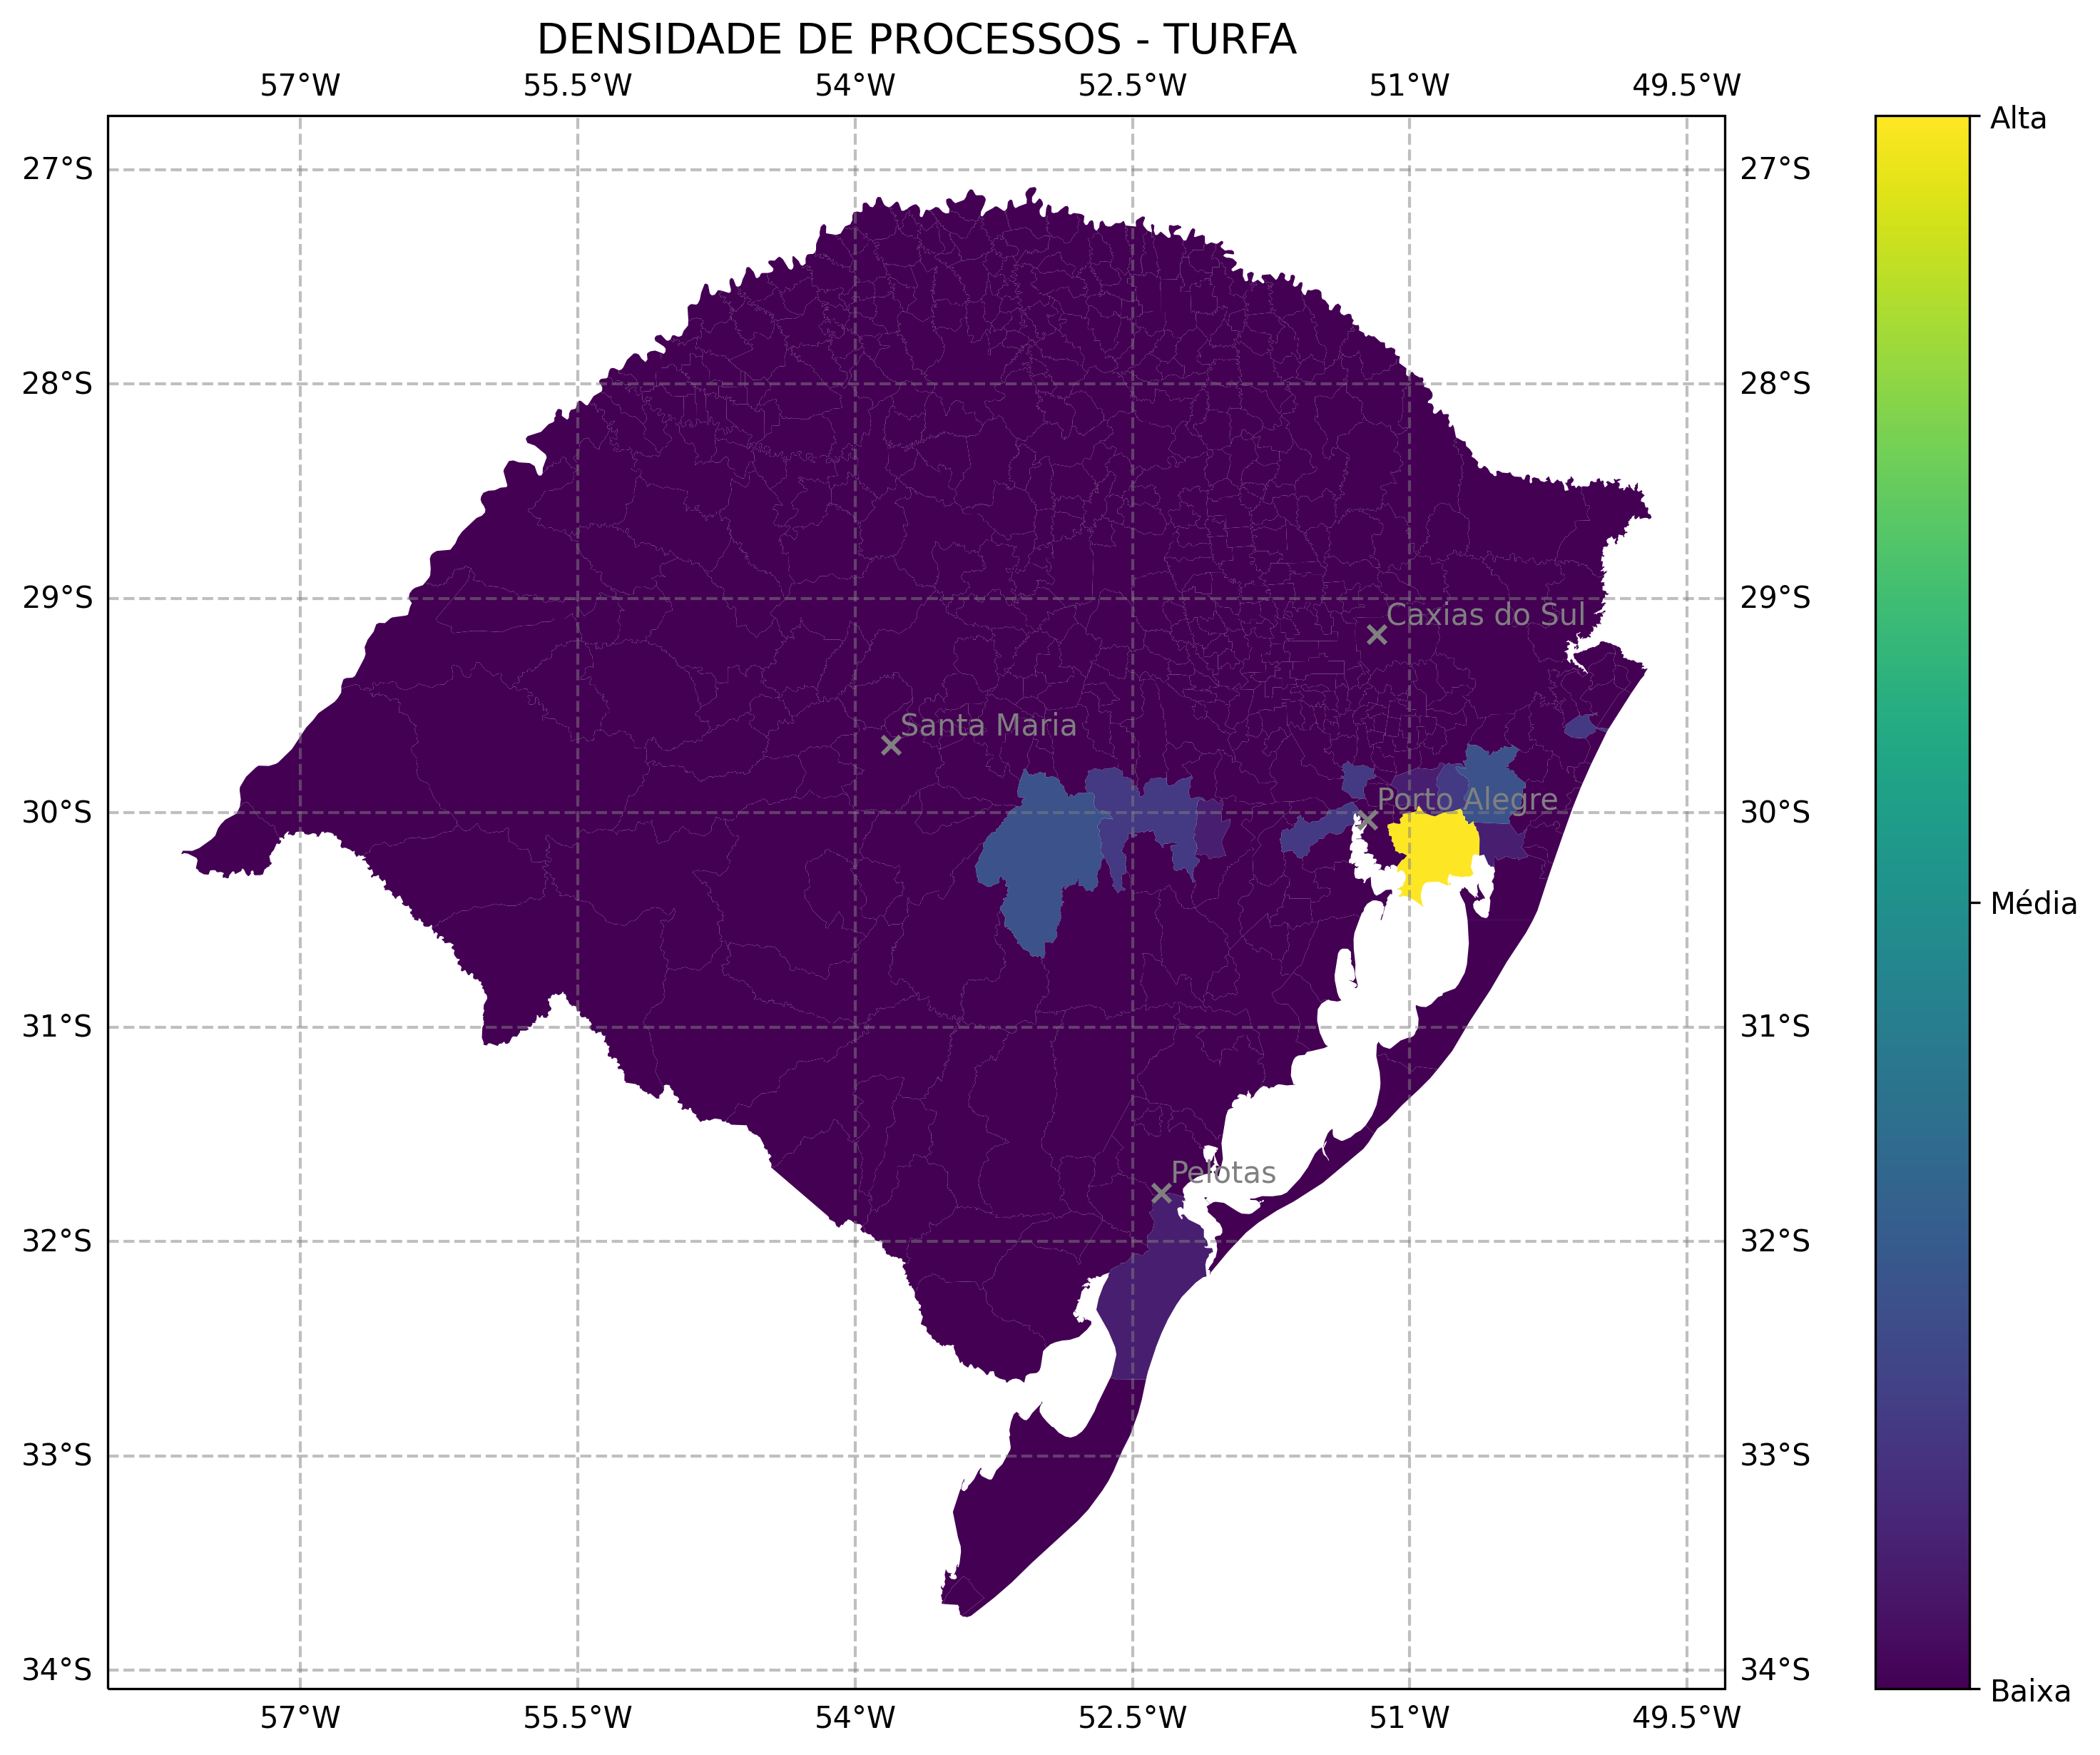 DENSIDADE DE PROCESSOS - TURFA
57°W 55.5°W 54°W 52.5°W 51°W 49.5°W
27°S 27°S
28°S 28°S
29°S 29°S
30°S 30°S
31°S 31°S
32°S 32°S
33°S 33°S
34°S 34°S
57°W 55.5°W 54°W 52.5°W 51°W 49.5°W
Caxias do Sul
Santa Maria
Porto Alegre
Pelotas
Alta
Média
Baixa